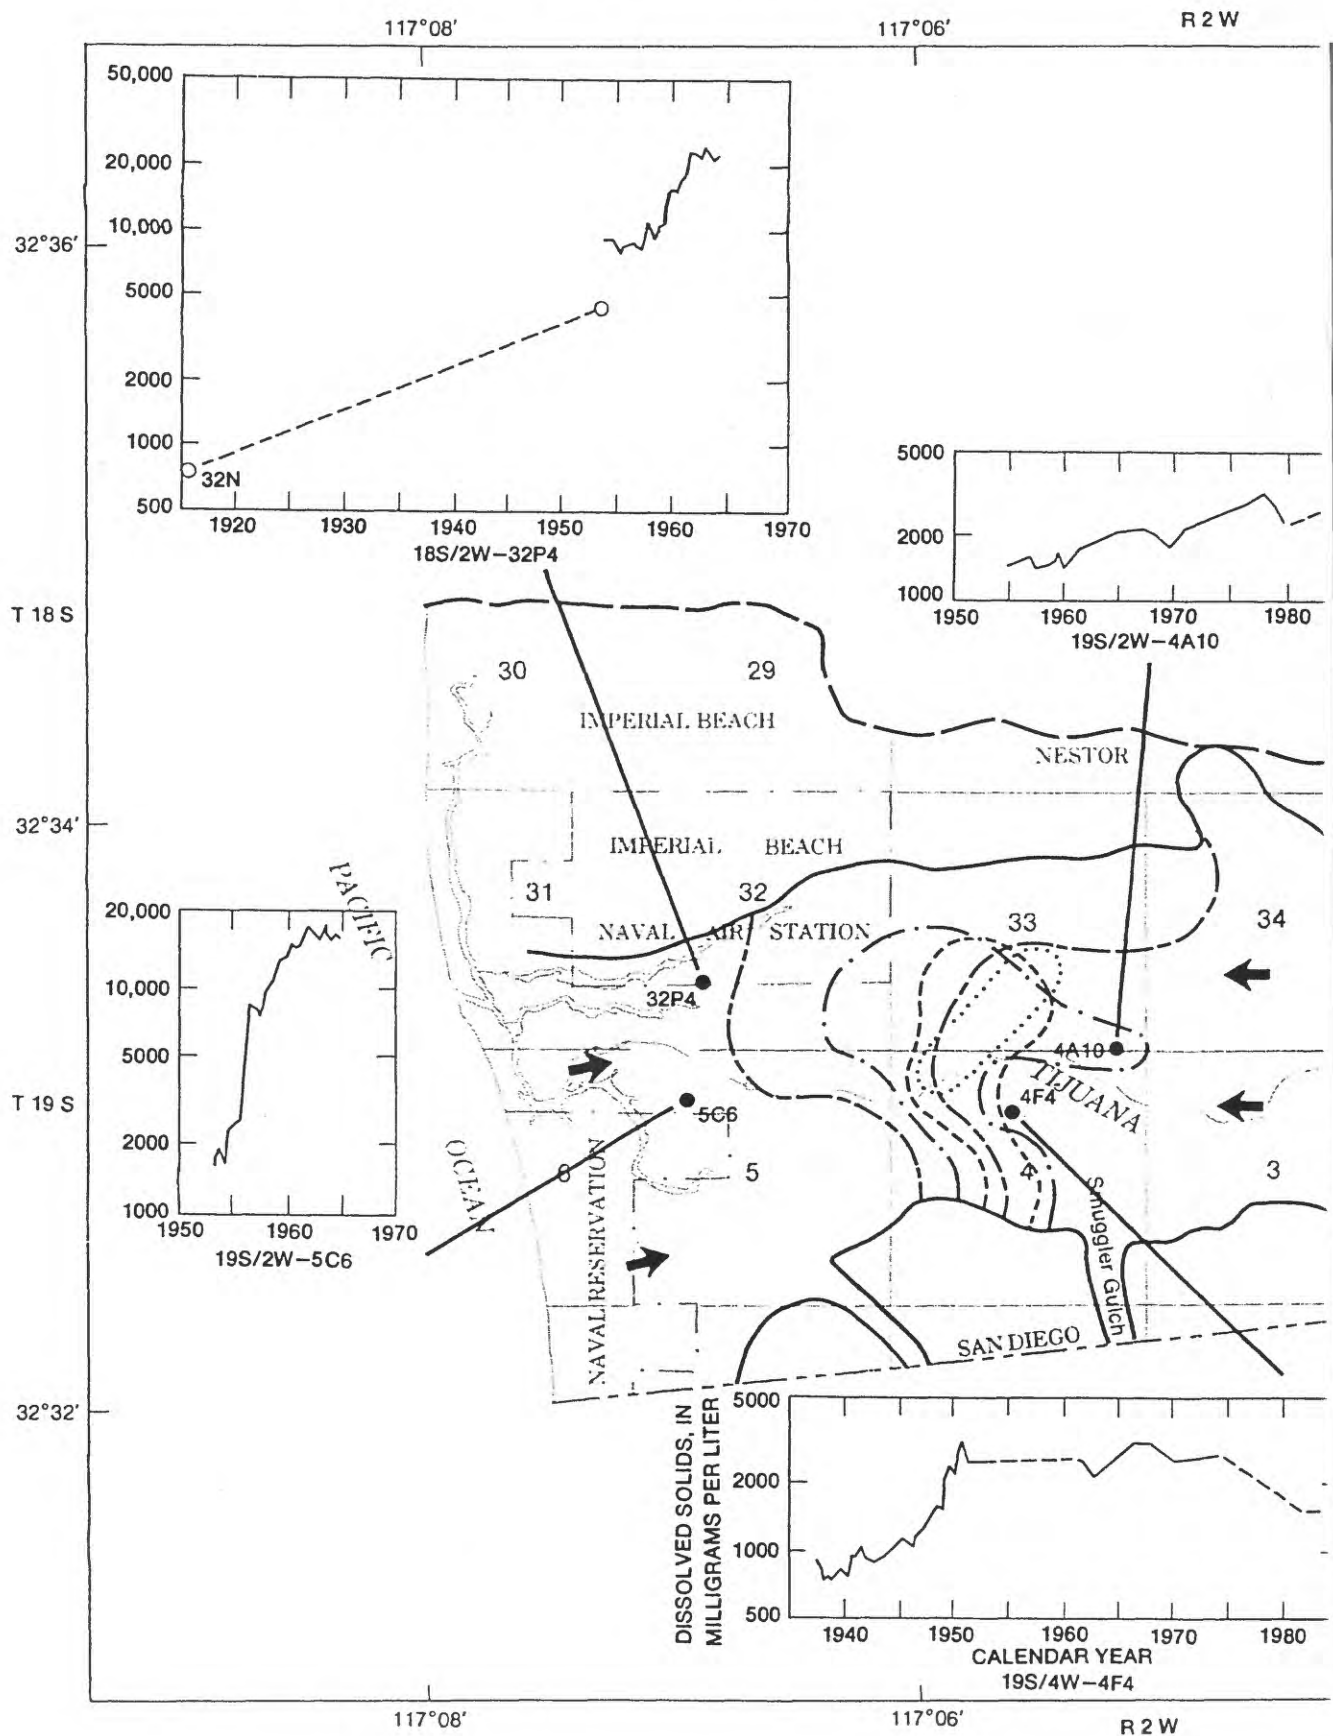 117°08′
117°06′
R 2 W
50,000
20,000
10,000
5000
2000
1000
500
32N
1920
1930
1940
1950
1960
1970
18S/2W–32P4
32°36′
5000
2000
1000
1950
1960
1970
1980
19S/2W–4A10
T 18 S
30
29
IMPERIAL BEACH
NESTOR
32°34′
IMPERIAL BEACH
31
32
33
34
NAVAL AIR STATION
PACIFIC
OCEAN
20,000
10,000
5000
2000
1000
1950
1960
1970
19S/2W–5C6
32P4
4A10
TIJUANA
4F4
T 19 S
5C6
6
5
4
3
NAVAL RESERVATION
Smuggler Gulch
SAN DIEGO
32°32′
DISSOLVED SOLIDS, IN
MILLIGRAMS PER LITER
5000
2000
1000
500
1940
1950
1960
1970
1980
CALENDAR YEAR
19S/4W–4F4
117°08′
117°06′
R 2 W